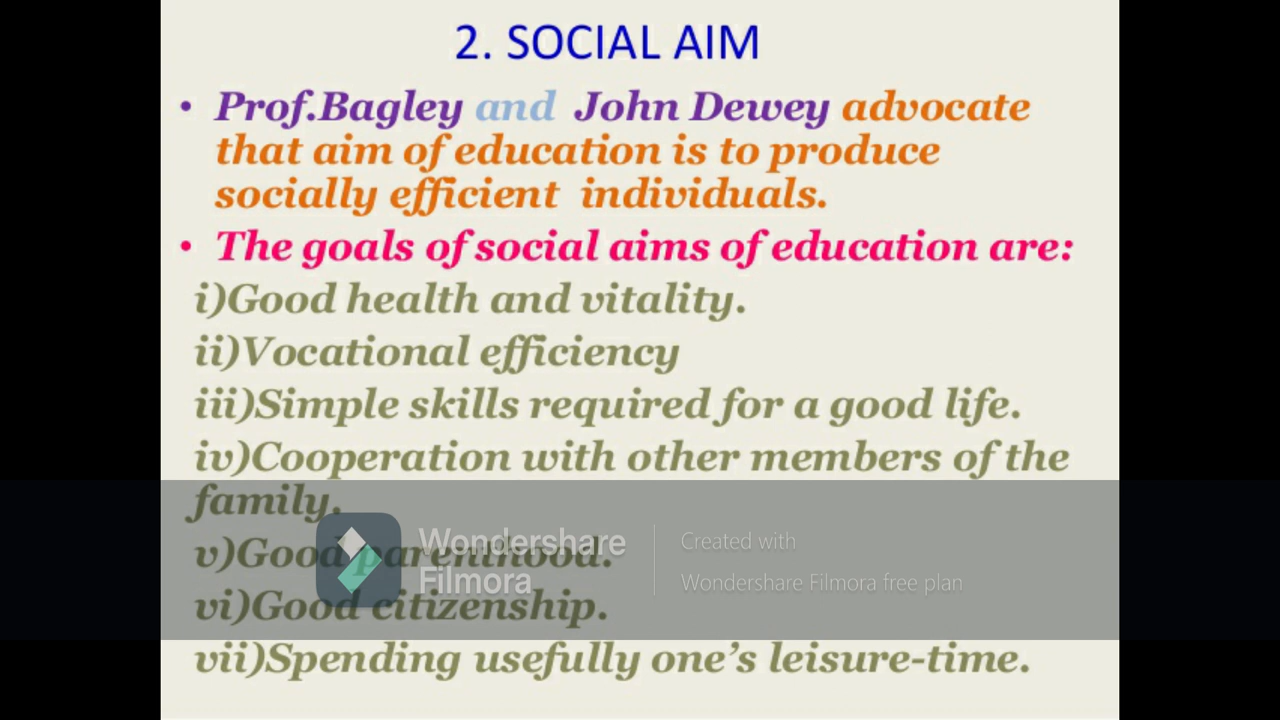 2. SOCIAL AIM
• Prof.Bagley and John Dewey advocate
that aim of education is to produce
socially efficient individuals.
• The goals of social aims of education are:
i)Good health and vitality.
ii)Vocational efficiency
iii)Simple skills required for a good life.
iv)Cooperation with other members of the
family.
v)Good parenthood.
vi)Good citizenship.
vii)Spending usefully one's leisure-time.
Wondershare
Filmora
Created with
Wondershare Filmora free plan